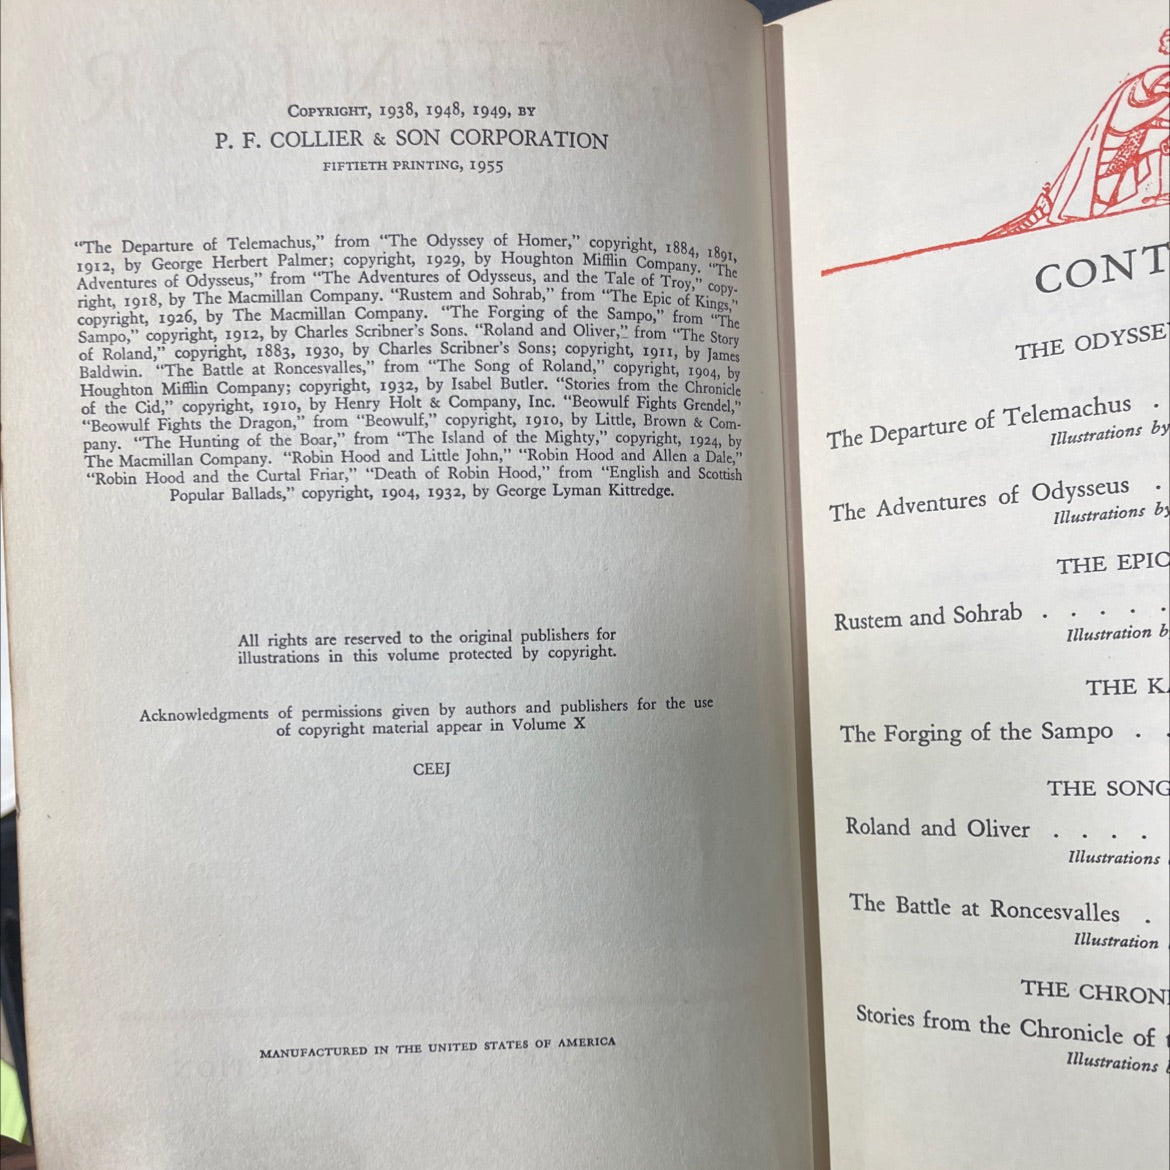 COPYRIGHT, 1938, 1948, 1949, BY
P. F. COLLIER & SON CORPORATION
FIFTIETH PRINTING, 1955
“The Departure of Telemachus,” from “The Odyssey of Homer,” copyright, 1884, 1891,
1912, by George Herbert Palmer; copyright, 1929, by Houghton Mifflin Company. “The
Adventures of Odysseus,” from “The Adventures of Odysseus, and the Tale of Troy,” copy-
right, 1918, by The Macmillan Company. “Rustem and Sohrab,” from “The Epic of Kings,”
copyright, 1926, by The Macmillan Company. “The Forging of the Sampo,” from “The
Sampo,” copyright, 1912, by Charles Scribner’s Sons. “Roland and Oliver,” from “The Story
of Roland,” copyright, 1883, 1930, by Charles Scribner’s Sons; copyright, 1911, by James
Baldwin. “The Battle at Roncesvalles,” from “The Song of Roland,” copyright, 1904, by
Houghton Mifflin Company; copyright, 1932, by Isabel Butler. “Stories from the Chronicle
of the Cid,” copyright, 1910, by Henry Holt & Company, Inc. “Beowulf Fights Grendel,”
“Beowulf Fights the Dragon,” from “Beowulf,” copyright, 1910, by Little, Brown & Com-
pany. “The Hunting of the Boar,” from “The Island of the Mighty,” copyright, 1924, by
The Macmillan Company. “Robin Hood and Little John,” “Robin Hood and Allen a Dale,”
“Robin Hood and the Curtal Friar,” “Death of Robin Hood,” from “English and Scottish
Popular Ballads,” copyright, 1904, 1932, by George Lyman Kittredge.
All rights are reserved to the original publishers for
illustrations in this volume protected by copyright.
Acknowledgments of permissions given by authors and publishers for the use
of copyright material appear in Volume X
CEEJ
MANUFACTURED IN THE UNITED STATES OF AMERICA
CONT
THE ODYSSE
The Departure of Telemachus .
Illustrations by
The Adventures of Odysseus .
Illustrations by
THE EPIC
Rustem and Sohrab . . . . .
Illustration b
THE KA
The Forging of the Sampo . .
THE SONG
Roland and Oliver . . . .
Illustrations
The Battle at Roncesvalles .
Illustration
THE CHRON
Stories from the Chronicle of t
Illustrations